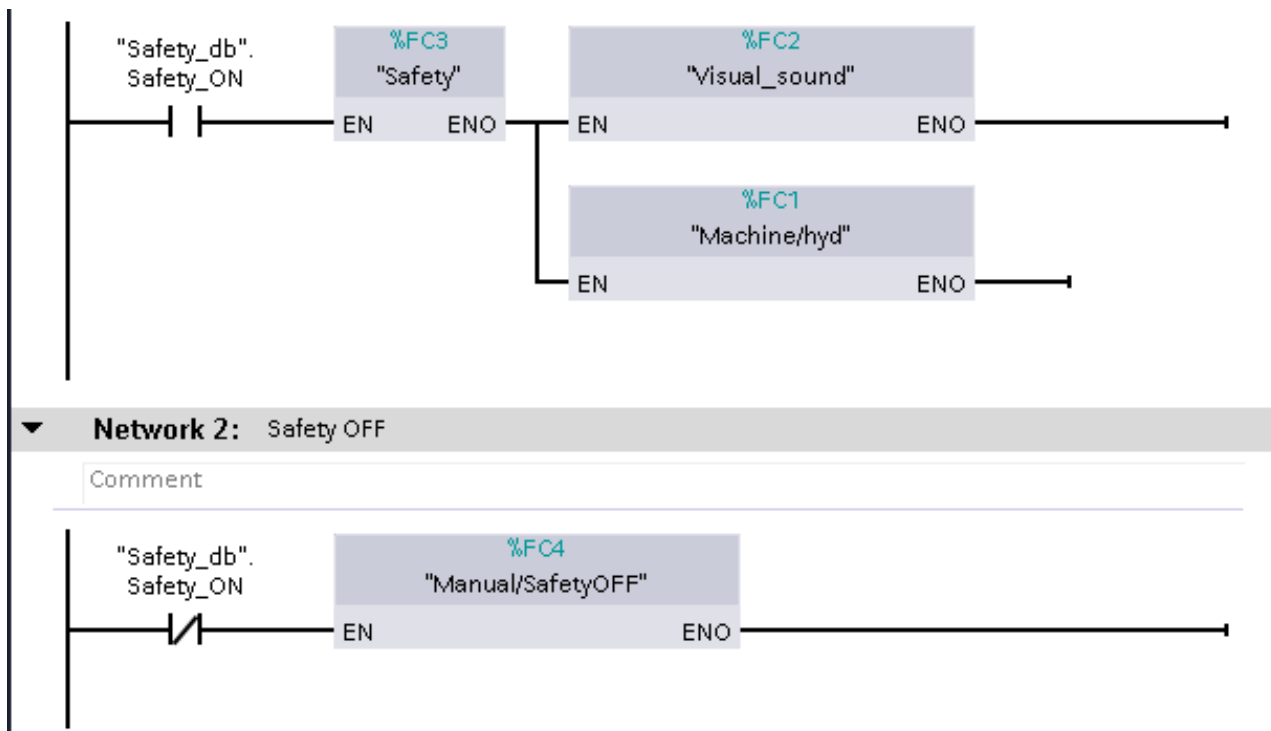 "Safety_db".
Safety_ON
%FC3
"Safety"
EN ENO
%FC2
"Visual_sound"
EN ENO
%FC1
"Machine/hyd"
EN ENO
Network 2: Safety OFF
Comment
"Safety_db".
Safety_ON
%FC4
"Manual/SafetyOFF"
EN ENO